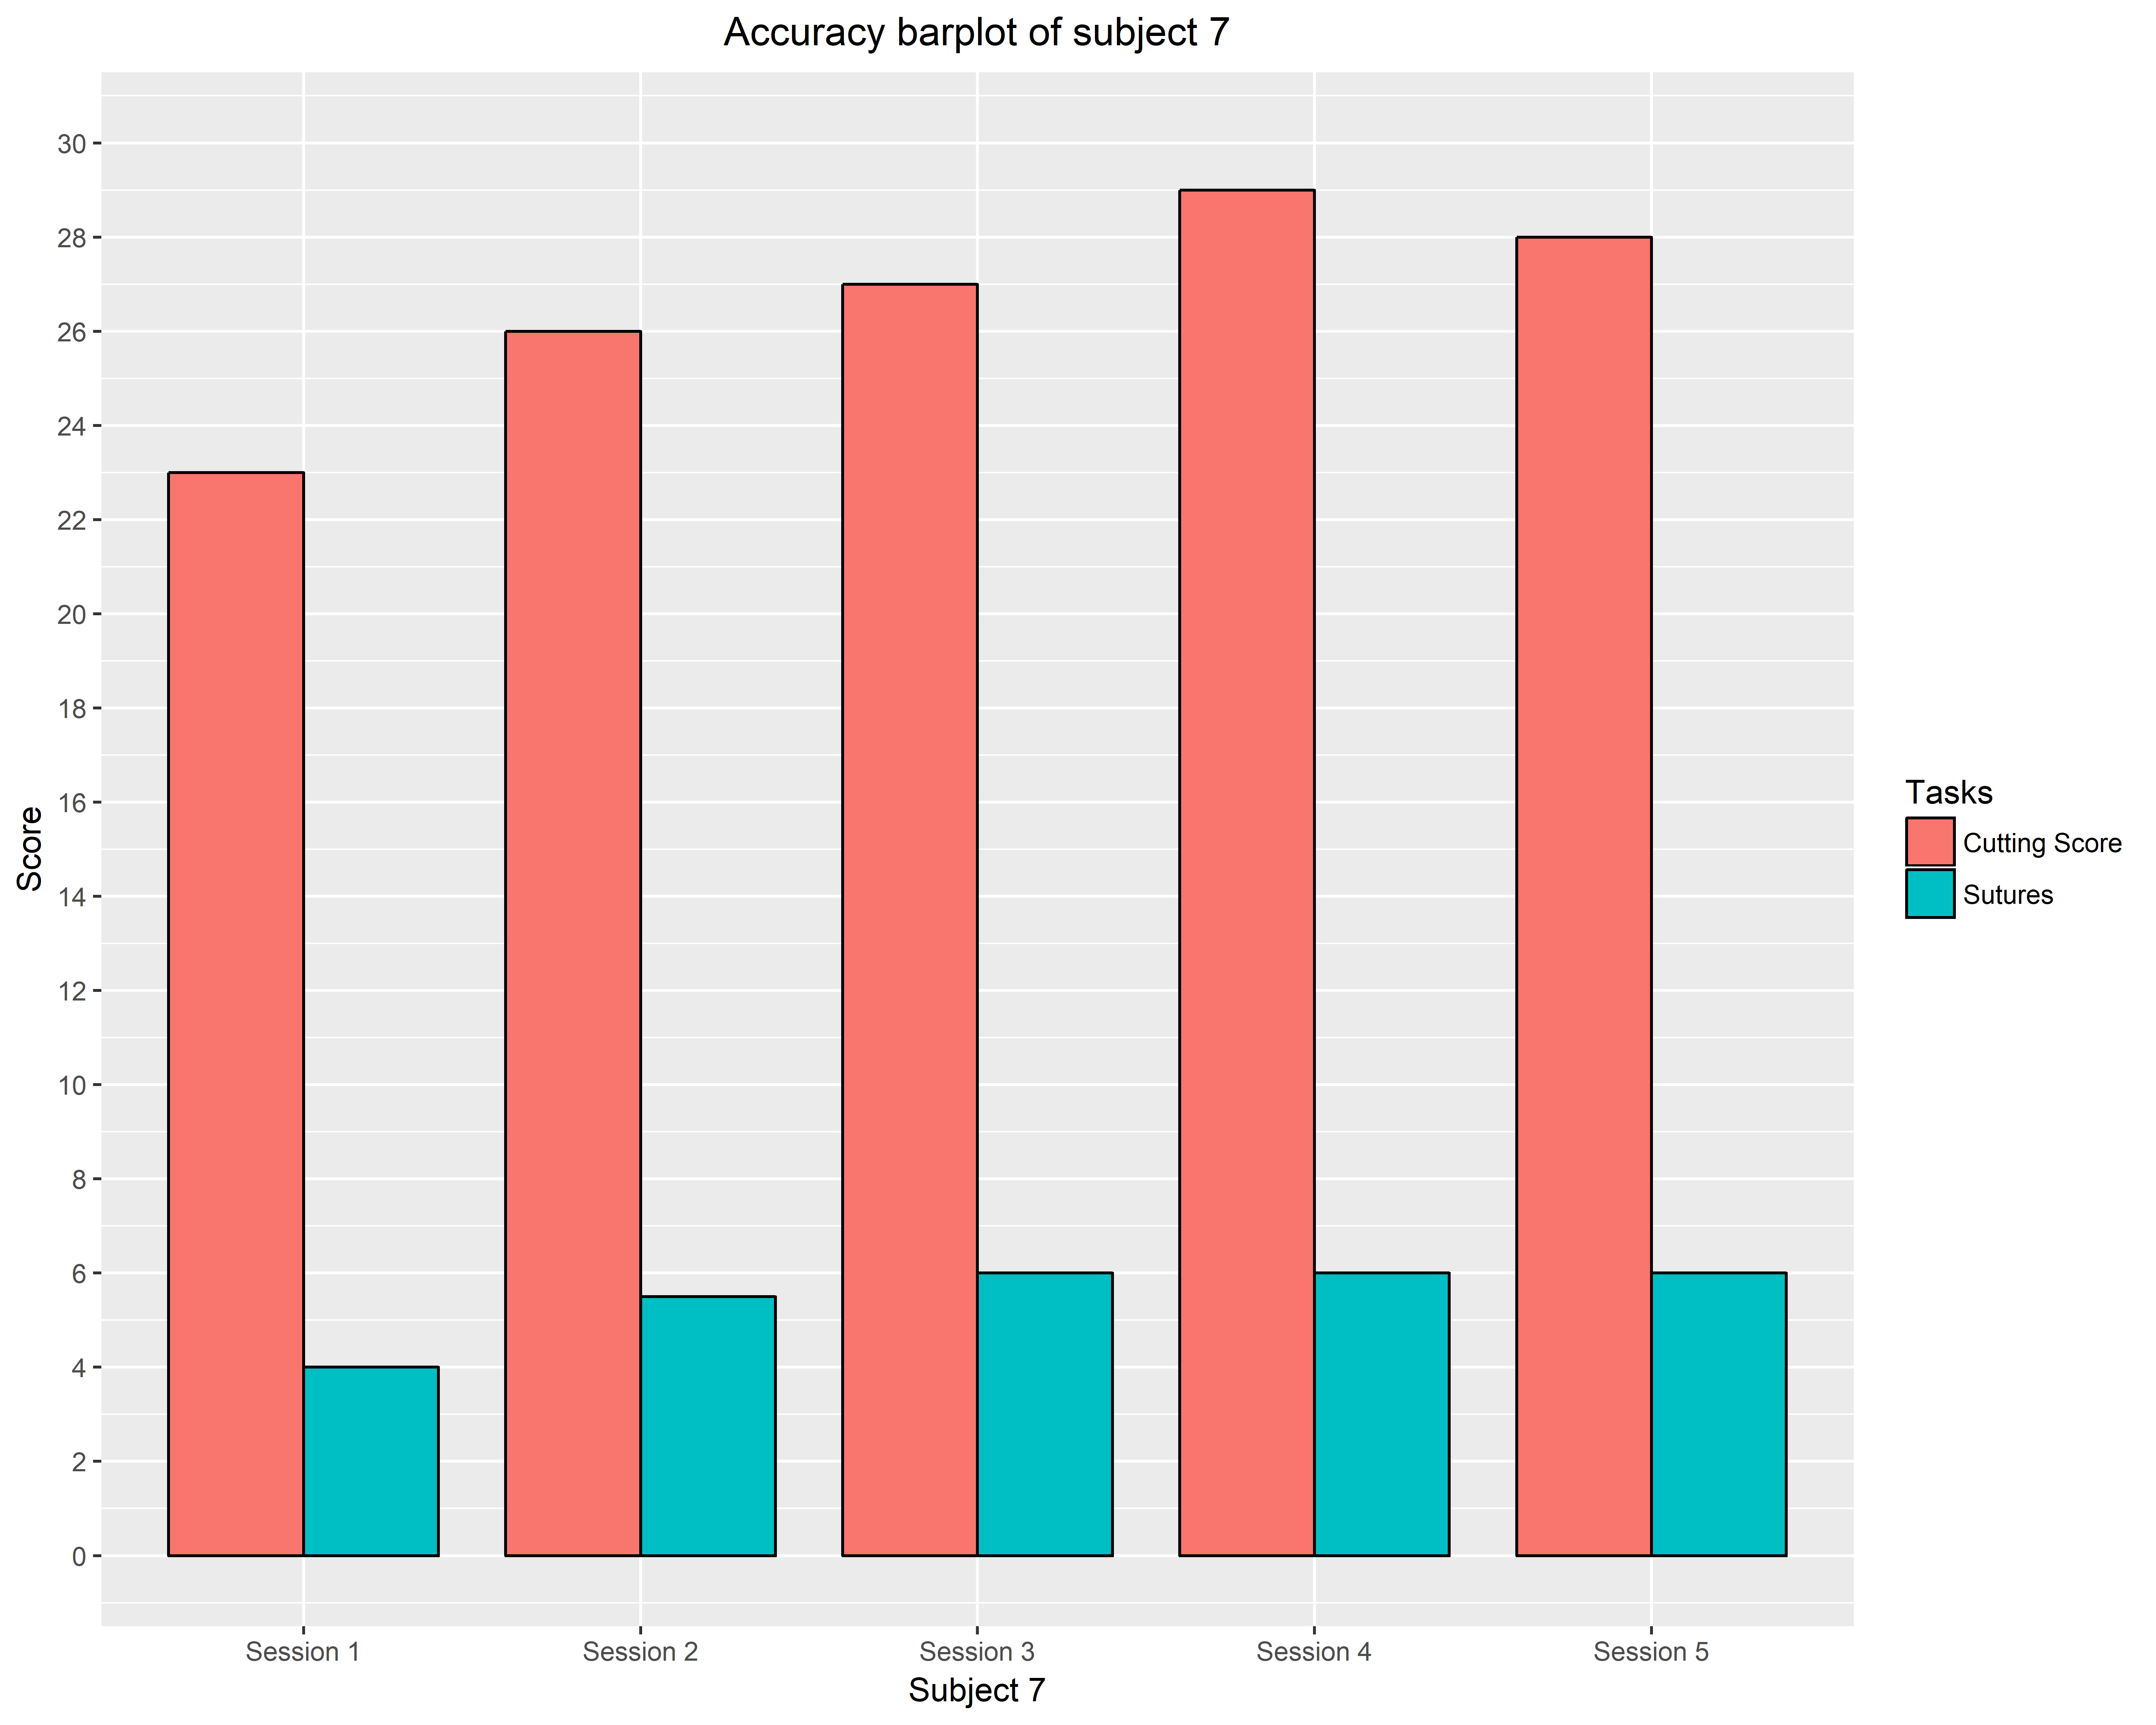 Accuracy barplot of subject 7
Score
30
28
26
24
22
20
18
16
14
12
10
8
6
4
2
0
Session 1
Session 2
Session 3
Session 4
Session 5
Subject 7
Tasks
Cutting Score
Sutures